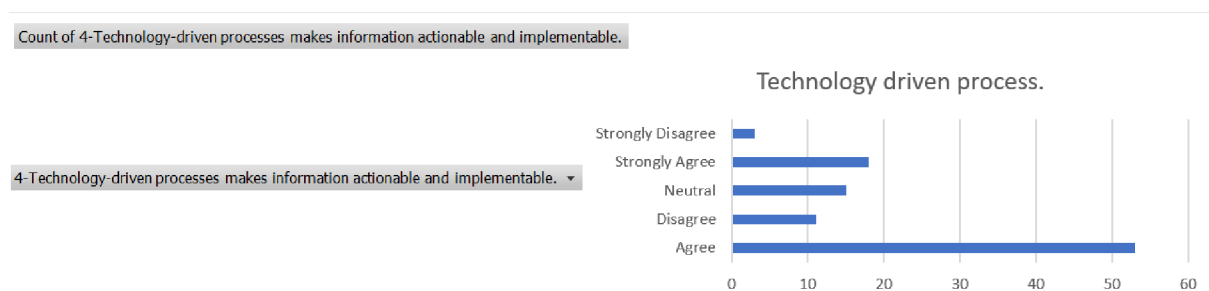 Count of 4-Technology-driven processes makes information actionable and implementable.
Technology driven process.
Strongly Disagree
Strongly Agree
4-Technology-driven processes makes information actionable and implementable.
Neutral
Disagree
Agree
0 10 20 30 40 50 60